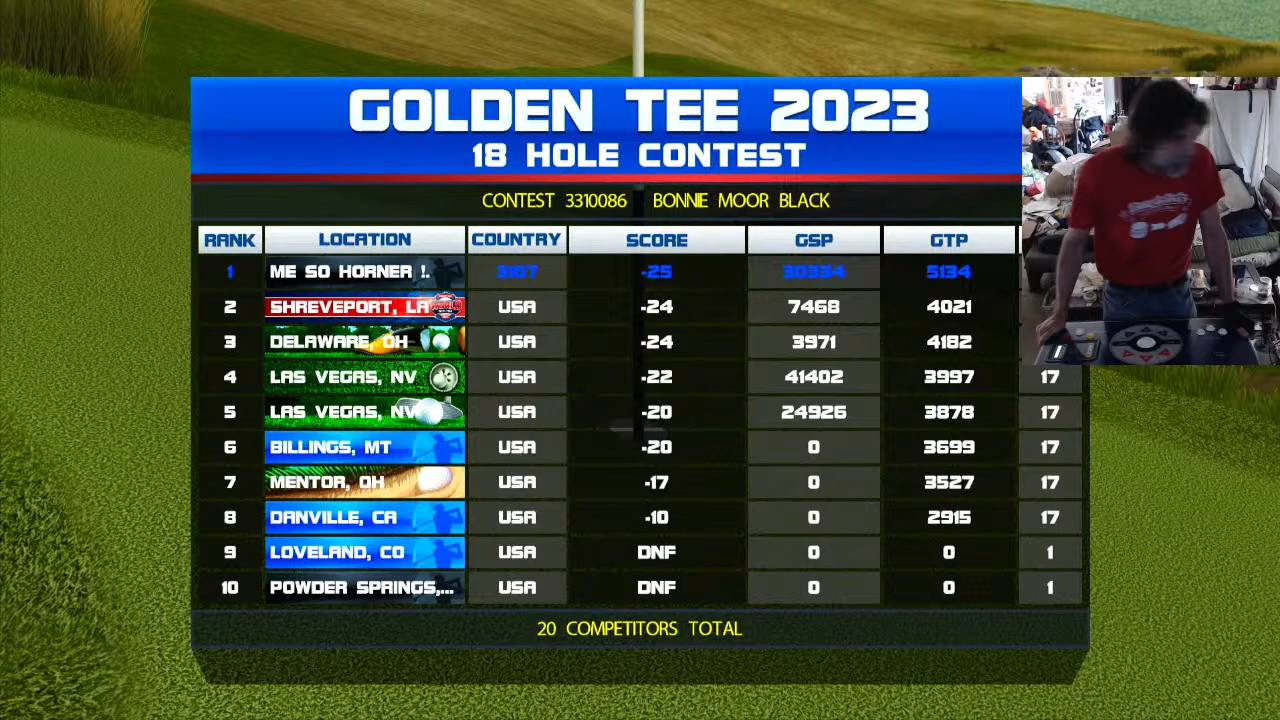 GOLDEN TEE 2023
18 HOLE CONTEST
CONTEST 3310086 BONNIE MOOR BLACK
RANK LOCATION COUNTRY SCORE GSP GTP
1 ME SO HORNER !. 3107 -25 30334 5134
2 SHREVEPORT, LA USA -24 7468 4021
3 DELAWARE, OH USA -24 3971 4182
4 LAS VEGAS, NV USA -22 41402 3997 17
5 LAS VEGAS, NV USA -20 24926 3878 17
6 BILLINGS, MT USA -20 0 3699 17
7 MENTOR, OH USA -17 0 3527 17
8 DANVILLE, CA USA -10 0 2915 17
9 LOVELAND, CO USA DNF 0 0 1
10 POWDER SPRINGS,... USA DNF 0 0 1
20 COMPETITORS TOTAL